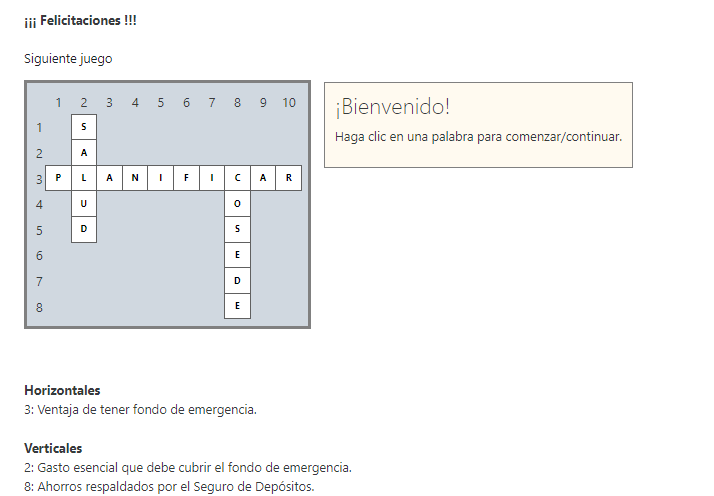 ¡¡¡ Felicitaciones !!!
Siguiente juego
1 2 3 4 5 6 7 8 9 10
1 S
2 A
3 P L A N I F I C A R
4 U O
5 D S
6 E
7 D
8 E
¡Bienvenido!
Haga clic en una palabra para comenzar/continuar.
Horizontales
3: Ventaja de tener fondo de emergencia.
Verticales
2: Gasto esencial que debe cubrir el fondo de emergencia.
8: Ahorros respaldados por el Seguro de Depósitos.